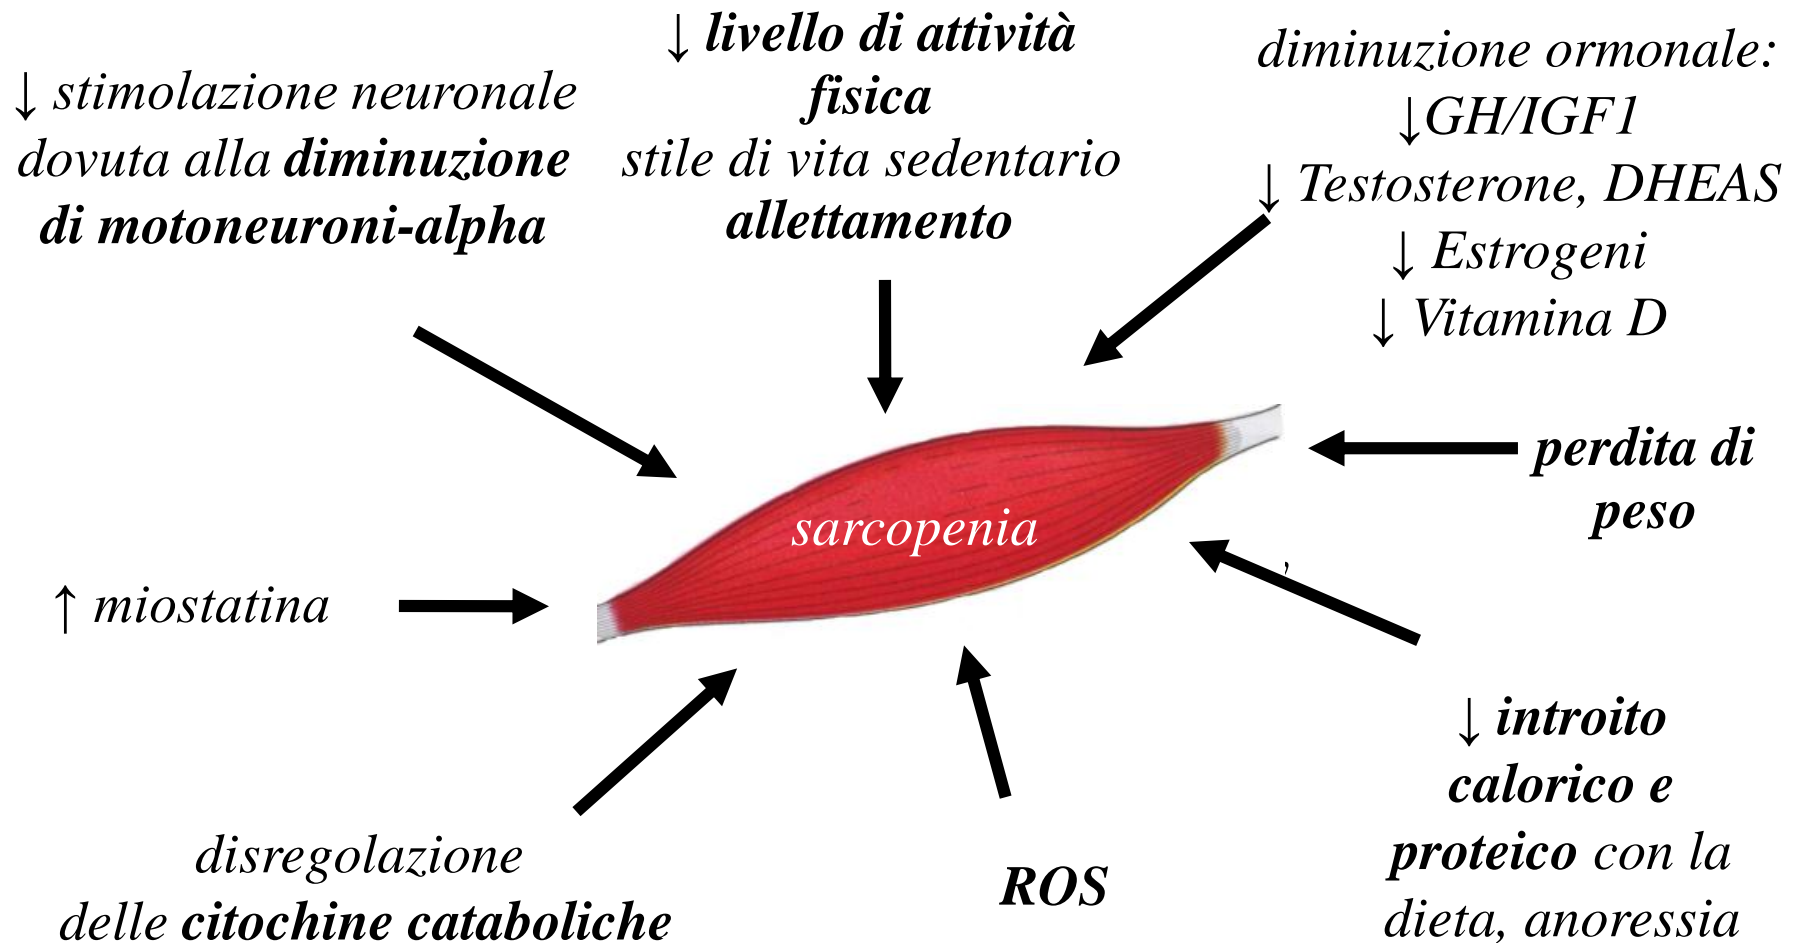 ↓ stimolazione neuronale
dovuta alla diminuzione
di motoneuroni-alpha
↓ livello di attività
fisica
stile di vita sedentario
allettamento
diminuzione ormonale:
↓GH/IGF1
↓ Testosterone, DHEAS
↓ Estrogeni
↓ Vitamina D
perdita di
peso
sarcopenia
,
↑ miostatina
↓ introito
calorico e
proteico con la
dieta, anoressia
disregolazione
delle citochine cataboliche
ROS